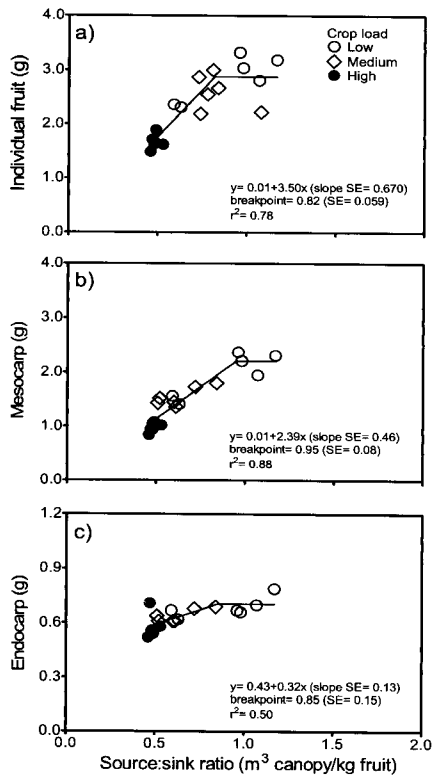 a)
Crop load
Low
Medium
High
4.0
3.0
2.0
1.0
0.0
Individual fruit (g)
y= 0.01+3.50x (slope SE= 0.670)
breakpoint= 0.82 (SE= 0.059)
r²= 0.78
b)
4.0
3.0
2.0
1.0
0.0
Mesocarp (g)
y= 0.01+2.39x (slope SE= 0.46)
breakpoint= 0.95 (SE= 0.08)
r²= 0.88
c)
1.2
0.9
0.6
0.3
0.0
Endocarp (g)
y= 0.43+0.32x (slope SE= 0.13)
breakpoint= 0.85 (SE= 0.15)
r²= 0.50
0.0 0.5 1.0 1.5 2.0
Source:sink ratio (m³ canopy/kg fruit)